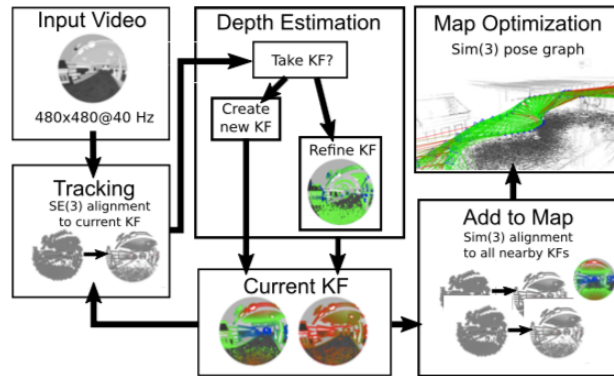 Input Video
480x480@40 Hz
Tracking
SE(3) alignment
to current KF
Depth Estimation
Take KF?
Create
new KF
Refine KF
Current KF
Map Optimization
Sim(3) pose graph
Add to Map
Sim(3) alignment
to all nearby KFs